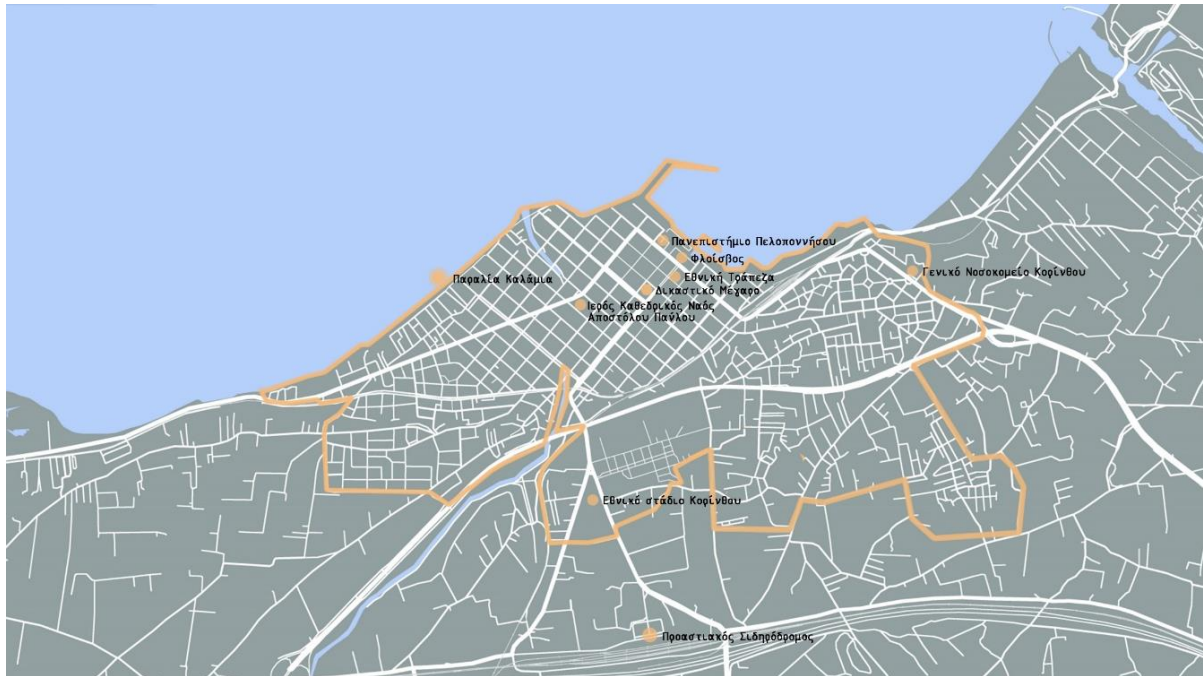 Πανεπιστήμιο Πελοποννήσου
Φλοίσβος
Γενικό Νοσοκομείο Κορίνθου
Παραλία Καλάμια
Εθνική Τράπεζα
Δικαστικό Μέγαρο
Ιερός Καθεδρικός Ναός
Αποστόλου Παύλου
Εθνικό στάδιο Κορίνθου
Προαστιακός Σιδηρόδρομος